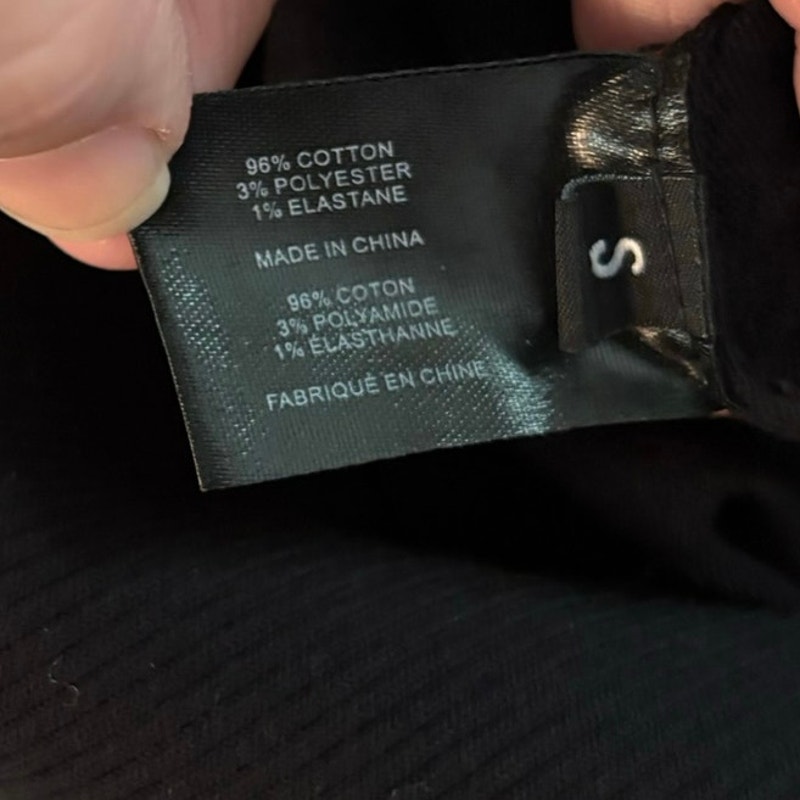 96% COTTON
3% POLYESTER
1% ELASTANE
MADE IN CHINA
96% COTON
3% POLYAMIDE
1% ÉLASTHANNE
FABRIQUÉ EN CHINE
S